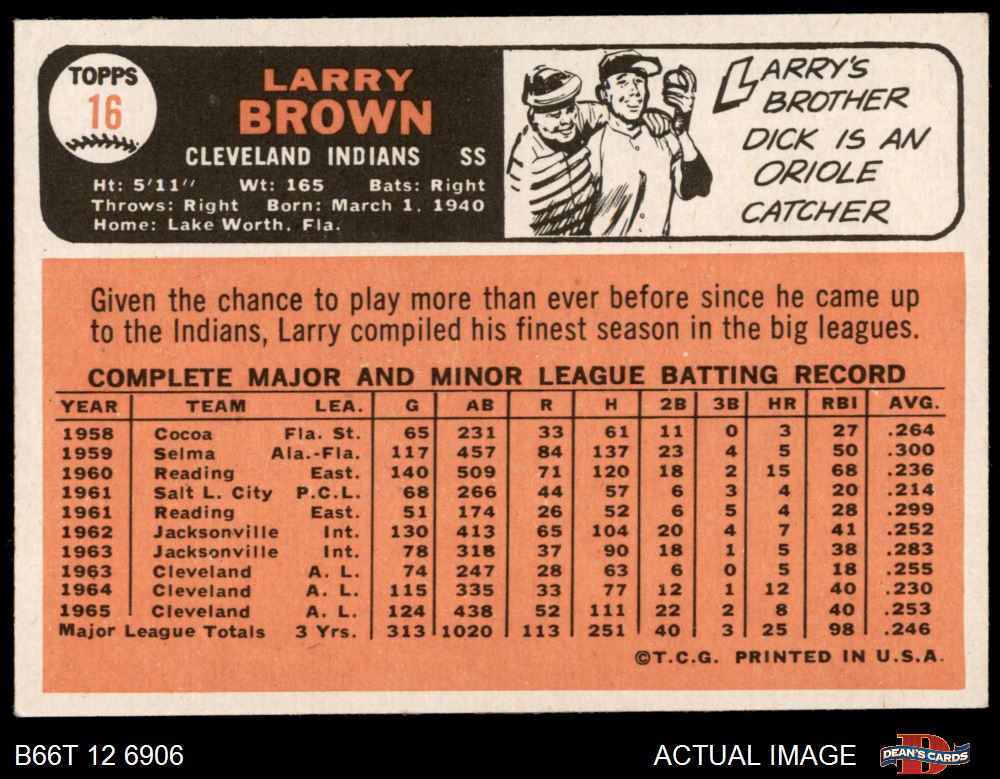 TOPPS
16
LARRY
BROWN
CLEVELAND INDIANS SS
Ht: 5'11" Wt: 165 Bats: Right
Throws: Right Born: March 1, 1940
Home: Lake Worth, Fla.
LARRY'S
BROTHER
DICK IS AN
ORIOLE
CATCHER
Given the chance to play more than ever before since he came up
to the Indians, Larry compiled his finest season in the big leagues.
COMPLETE MAJOR AND MINOR LEAGUE BATTING RECORD
YEAR TEAM LEA. G AB R H 2B 3B HR RBI AVG.
1958 Cocoa Fla. St. 65 231 33 61 11 0 3 27 .264
1959 Selma Ala.-Fla. 117 457 84 137 23 4 5 50 .300
1960 Reading East. 140 509 71 120 18 2 15 68 .236
1961 Salt L. City P.C.L. 68 266 44 57 6 3 4 20 .214
1961 Reading East. 51 174 26 52 6 5 4 28 .299
1962 Jacksonville Int. 130 413 65 104 20 4 7 41 .252
1963 Jacksonville Int. 78 318 37 90 18 1 5 38 .283
1963 Cleveland A. L. 74 247 28 63 6 0 5 18 .255
1964 Cleveland A. L. 115 335 33 77 12 1 12 40 .230
1965 Cleveland A. L. 124 438 52 111 22 2 8 40 .253
Major League Totals 3 Yrs. 313 1020 113 251 40 3 25 98 .246
©T.C.G. PRINTED IN U.S.A.
B66T 12 6906 ACTUAL IMAGE DEAN'S CARDS